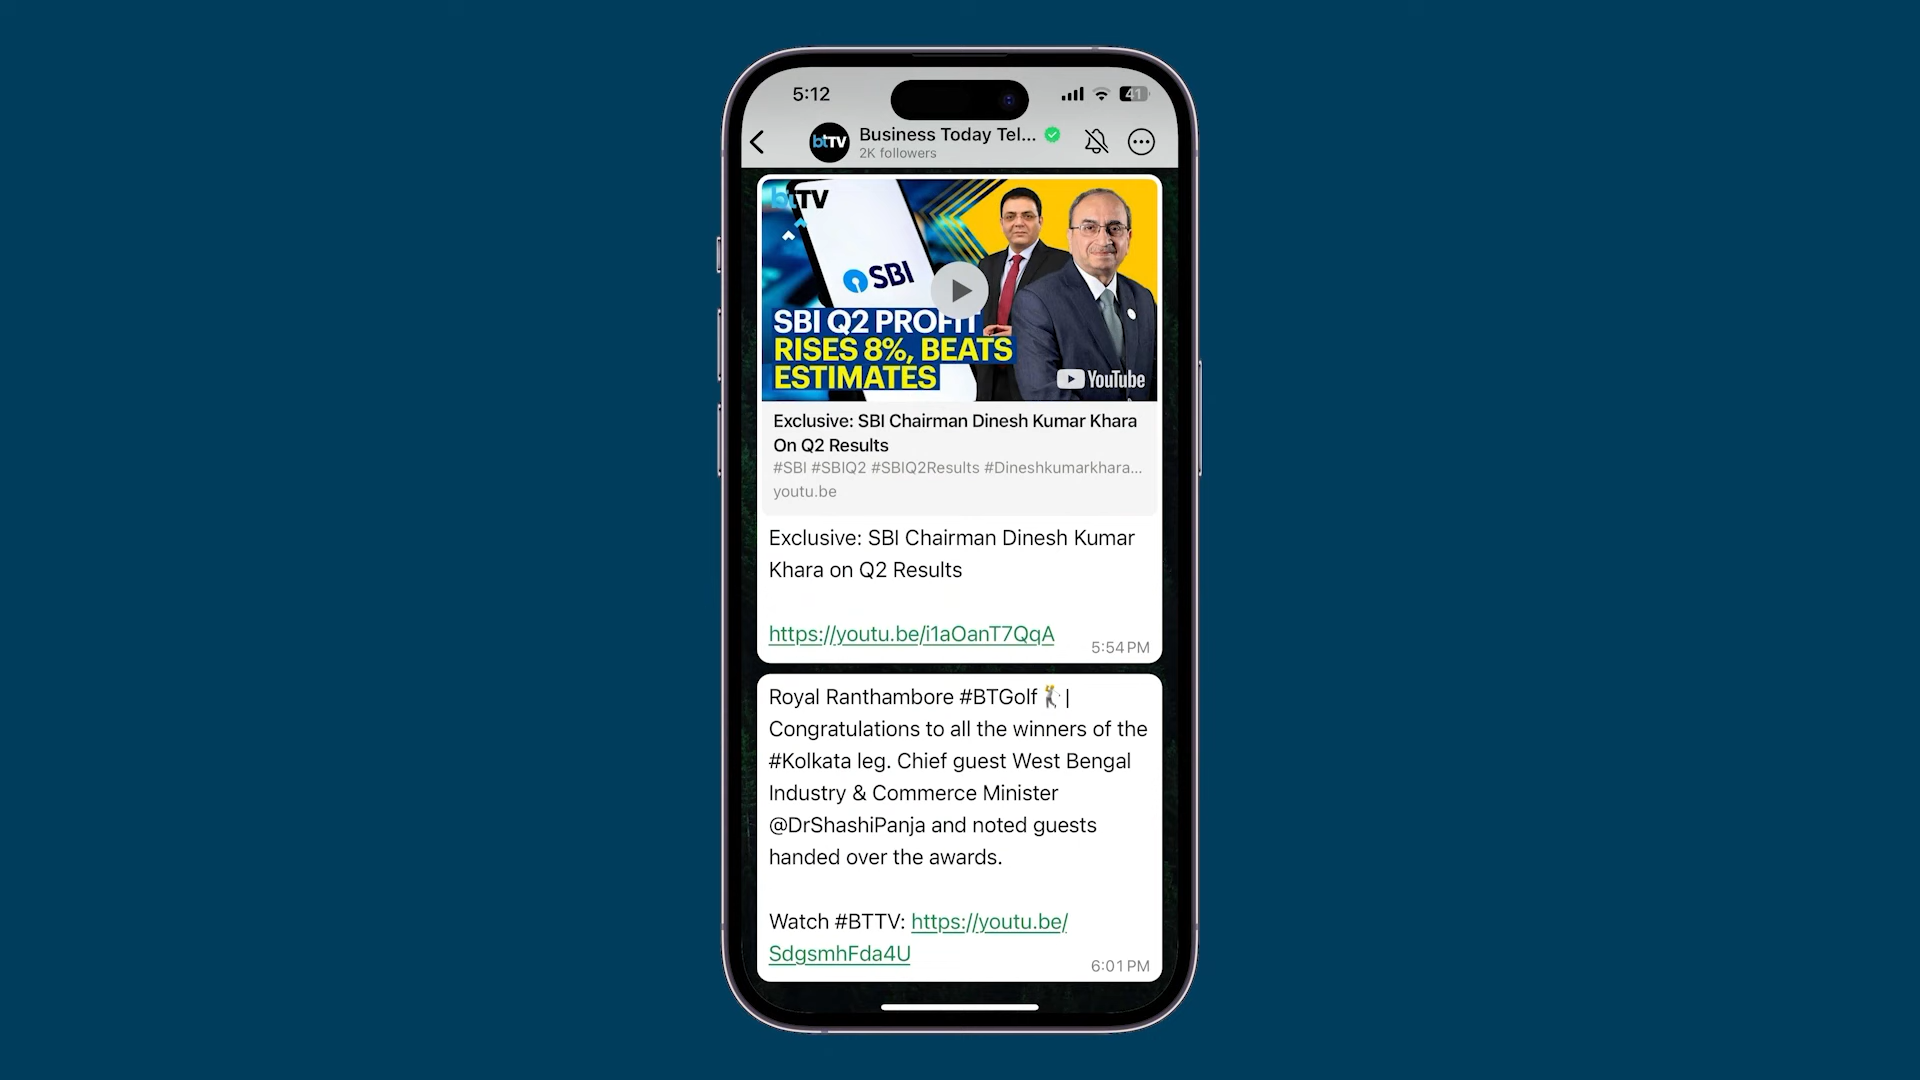 5:12
41
btTV
Business Today Tel...
2K followers
btTV
SBI
SBI Q2 PROFIT
RISES 8%, BEATS
ESTIMATES
YouTube
Exclusive: SBI Chairman Dinesh Kumar Khara
On Q2 Results
#SBI #SBIQ2 #SBIQ2Results #Dineshkumarkhara...
youtu.be
Exclusive: SBI Chairman Dinesh Kumar
Khara on Q2 Results
https://youtu.be/i1aOanT7QqA
5:54 PM
Royal Ranthambore #BTGolf🏌|
Congratulations to all the winners of the
#Kolkata leg. Chief guest West Bengal
Industry & Commerce Minister
@DrShashiPanja and noted guests
handed over the awards.
Watch #BTTV: https://youtu.be/
SdgsmhFda4U
6:01 PM